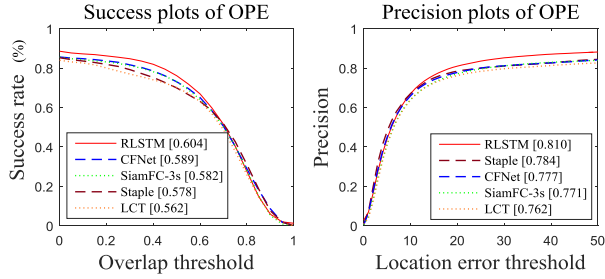 Success plots of OPE
Success rate (%)
1
0.8
0.6
0.4
0.2
0
RLSTM [0.604]
CFNet [0.589]
SiamFC-3s [0.582]
Staple [0.578]
LCT [0.562]
0 0.2 0.4 0.6 0.8 1
Overlap threshold
Precision plots of OPE
Precision
1
0.8
0.6
0.4
0.2
0
RLSTM [0.810]
Staple [0.784]
CFNet [0.777]
SiamFC-3s [0.771]
LCT [0.762]
0 10 20 30 40 50
Location error threshold